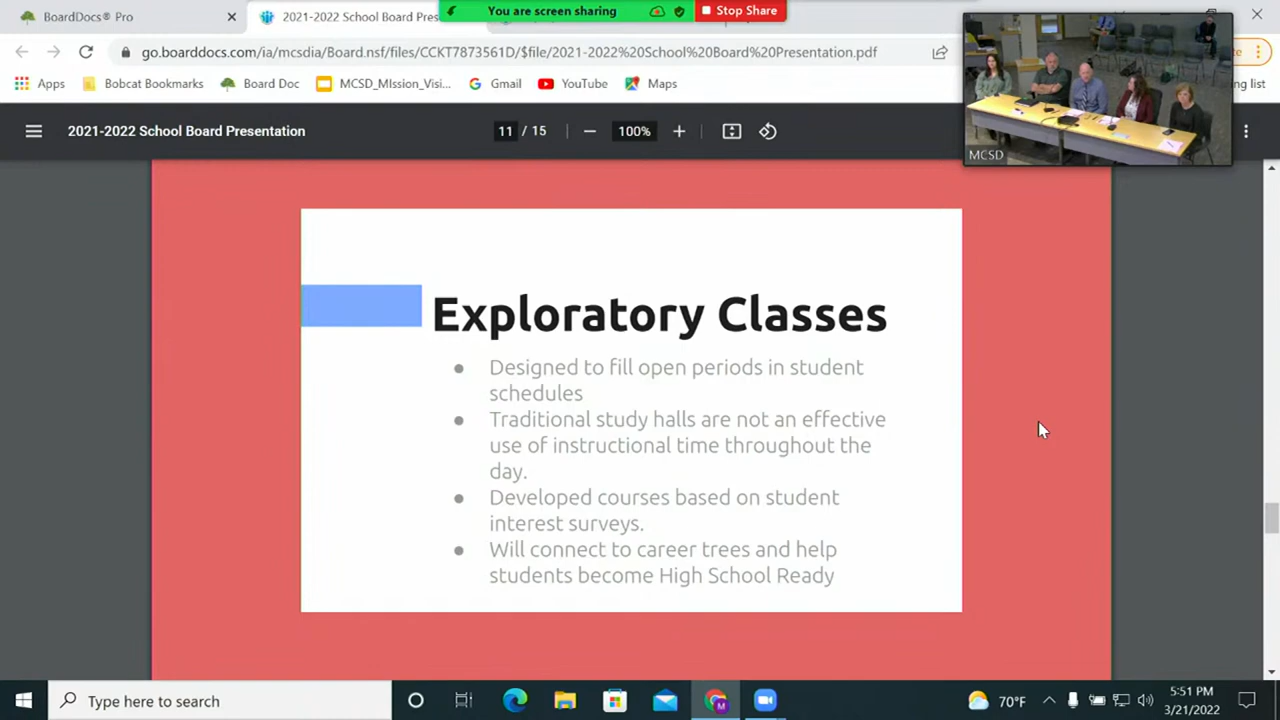 BoardDocs® Pro
2021-2022 School Board Pres
You are screen sharing
Stop Share
go.boarddocs.com/ia/mcsdia/Board.nsf/files/CCKT7873561D/$file/2021-2022%20School%20Board%20Presentation.pdf
Apps
Bobcat Bookmarks
Board Doc
MCSD_MIssion_Visi...
Gmail
YouTube
Maps
2021-2022 School Board Presentation
11 / 15
100%
MCSD
Exploratory Classes
● Designed to fill open periods in student
schedules
● Traditional study halls are not an effective
use of instructional time throughout the
day.
● Developed courses based on student
interest surveys.
● Will connect to career trees and help
students become High School Ready
Type here to search
70°F
5:51 PM
3/21/2022